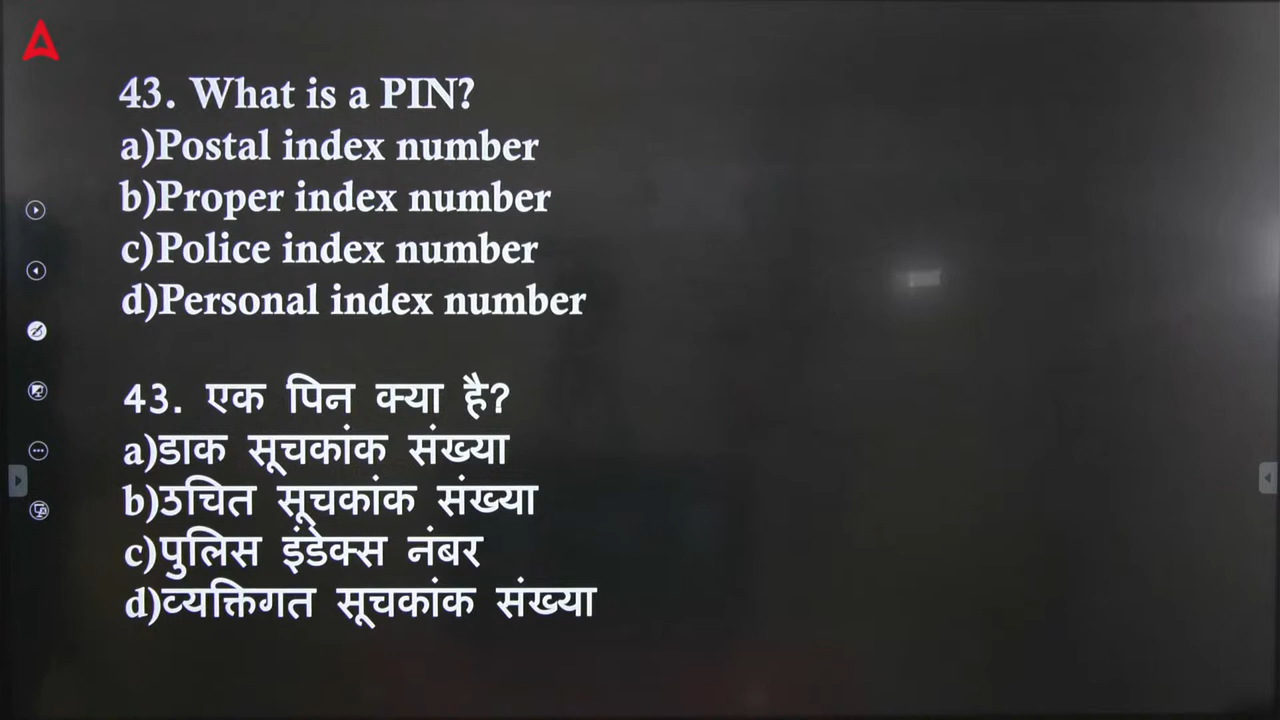 43. What is a PIN?
a)Postal index number
b)Proper index number
c)Police index number
d)Personal index number
43. एक पिन क्या है?
a)डाक सूचकांक संख्या
b)उचित सूचकांक संख्या
c)पुलिस इंडेक्स नंबर
d)व्यक्तिगत सूचकांक संख्या